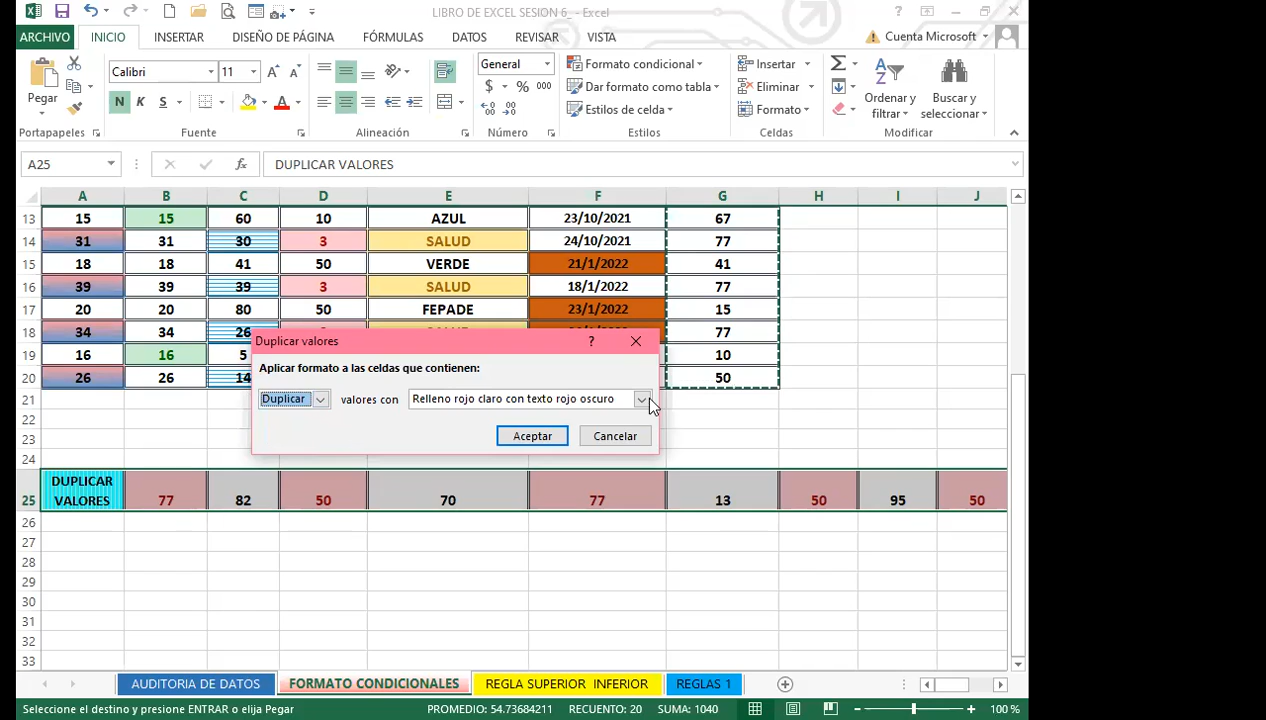 LIBRO DE EXCEL SESION 6_ - Excel
ARCHIVO INICIO INSERTAR DISEÑO DE PÁGINA FÓRMULAS DATOS REVISAR VISTA Cuenta Microsoft
Pegar Calibri 11 General Formato condicional Insertar
N K S A A A $ % 000 Dar formato como tabla Eliminar Ordenar y filtrar Buscar y seleccionar
Estilos de celda Formato
Portapapeles Fuente Alineación Número Estilos Celdas Modificar
A25 fx DUPLICAR VALORES
A B C D E F G H I J
13 15 15 60 10 AZUL 23/10/2021 67
14 31 31 30 3 SALUD 24/10/2021 77
15 18 18 41 50 VERDE 21/1/2022 41
16 39 39 39 3 SALUD 18/1/2022 77
17 20 20 80 50 FEPADE 23/1/2022 15
18 34 34 26 77
19 16 16 5 10
20 26 26 14 50
Duplicar valores ?
Aplicar formato a las celdas que contienen:
Duplicar valores con Relleno rojo claro con texto rojo oscuro
Aceptar Cancelar
21
22
23
24
25 DUPLICAR VALORES 77 82 50 70 77 13 50 95 50
26
27
28
29
30
31
32
33
AUDITORIA DE DATOS FORMATO CONDICIONALES REGLA SUPERIOR INFERIOR REGLAS 1
Seleccione el destino y presione ENTRAR o elija Pegar PROMEDIO: 54.73684211 RECUENTO: 20 SUMA: 1040 100 %